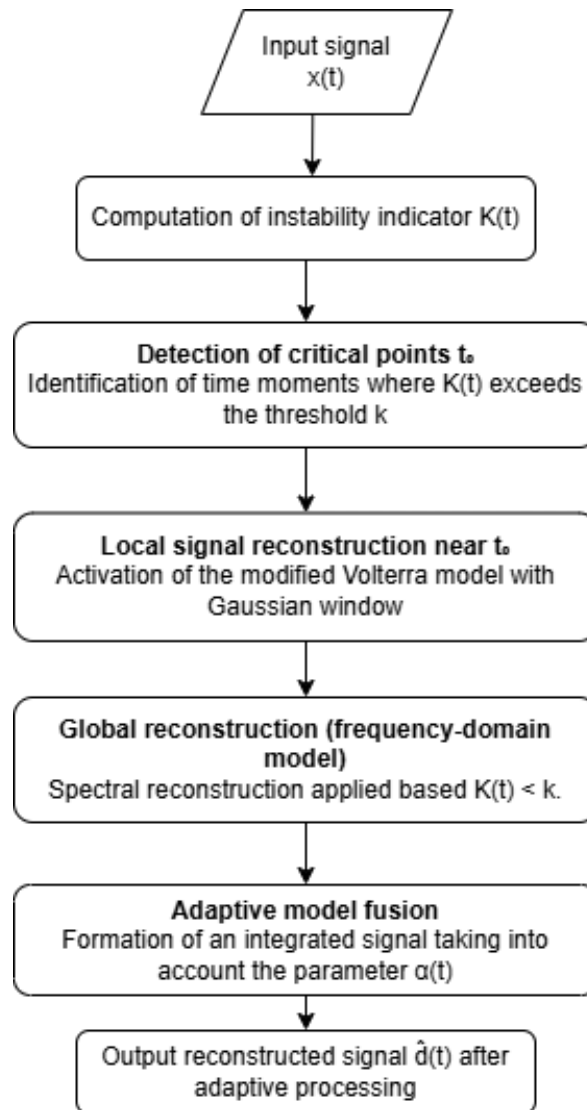 Input signal
x(t)
Computation of instability indicator K(t)
Detection of critical points tₒ
Identification of time moments where K(t) exceeds
the threshold k
Local signal reconstruction near tₒ
Activation of the modified Volterra model with
Gaussian window
Global reconstruction (frequency-domain
model)
Spectral reconstruction applied based K(t) < k.
Adaptive model fusion
Formation of an integrated signal taking into
account the parameter α(t)
Output reconstructed signal d̂(t) after
adaptive processing